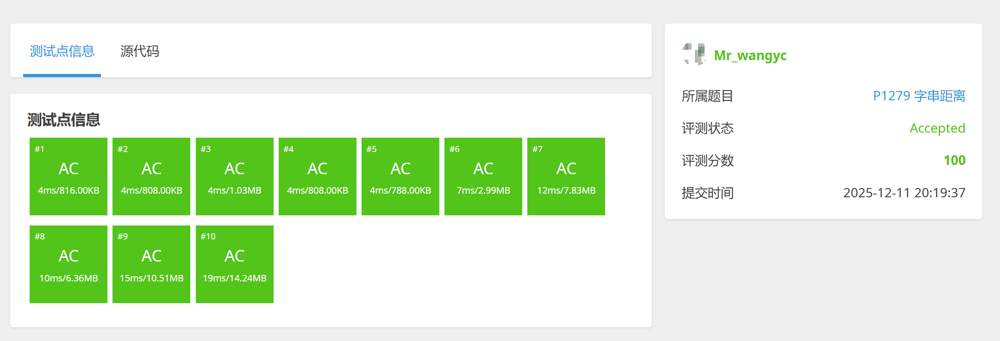 测试点信息 源代码
测试点信息
#1 #2 #3 #4 #5 #6 #7
AC AC AC AC AC AC AC
4ms/816.00KB 4ms/808.00KB 4ms/1.03MB 4ms/808.00KB 4ms/788.00KB 7ms/2.99MB 12ms/7.83MB
#8 #9 #10
AC AC AC
10ms/6.36MB 15ms/10.51MB 19ms/14.24MB
Mr_wangyc
所属题目 P1279 字串距离
评测状态 Accepted
评测分数 100
提交时间 2025-12-11 20:19:37